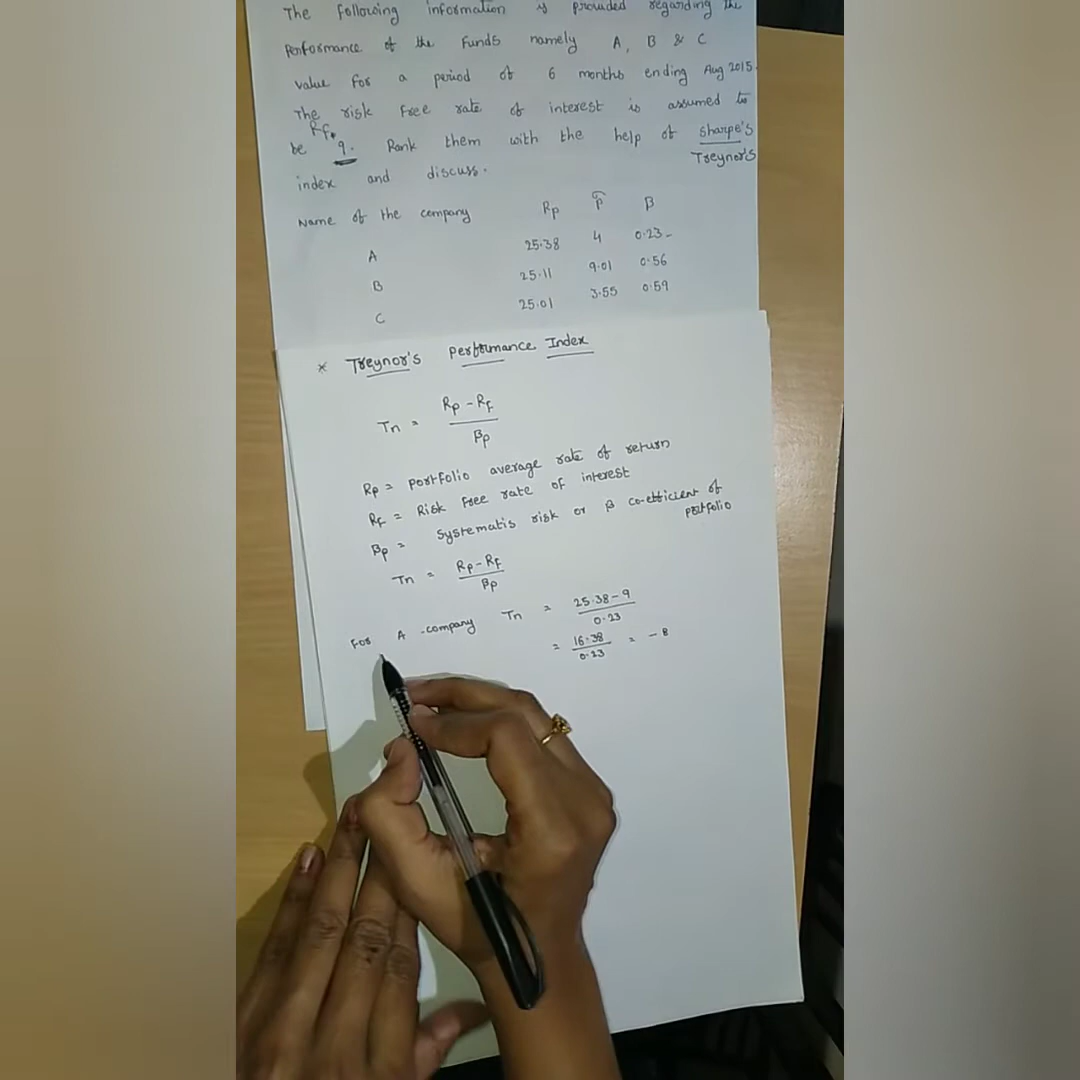 The following information is provided regarding the
performance of the Funds namely A, B & C
value for a period of 6 months ending Aug 2015.
The risk free rate of interest is assumed to
Rf.
be 9. Rank them with the help of Sharpe's
Treynor's
index and discuss.
Name of the company Rp σp β
A 25.38 4 0.23
B 25.11 9.01 0.56
C 25.01 3.55 0.59
* Treynor's performance Index
Tn = Rp - Rf
βp
Rp = portfolio average rate of return
Rf = Risk free rate of interest
βp = Systematis risk or β co-efficient of
portfolio
Tn = Rp - Rf
βp
For A - company Tn = 25.38 - 9
0.23
= 16.38 = -
0.23